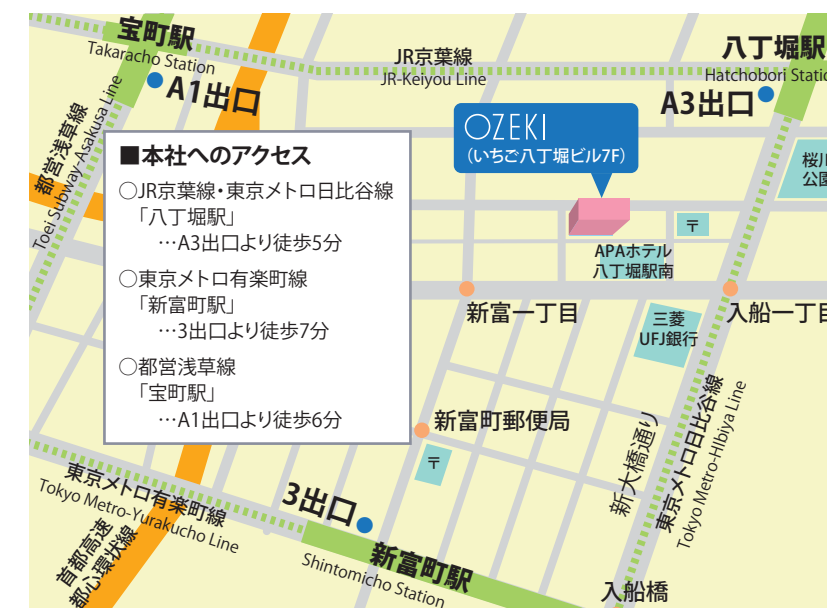 宝町駅
Takaracho Station
A1出口
JR京葉線
JR-Keiyou Line
八丁堀駅
Hatchobori Statio
A3出口
都営浅草線
Toei Subway-Asakusa Line
OZEKI
(いちご八丁堀ビル7F)
桜川
公園
■本社へのアクセス
○JR京葉線・東京メトロ日比谷線
「八丁堀駅」
…A3出口より徒歩5分
○東京メトロ有楽町線
「新富町駅」
…3出口より徒歩7分
○都営浅草線
「宝町駅」
…A1出口より徒歩6分
〒
APAホテル
八丁堀駅南
新富一丁目
三菱
UFJ銀行
入船一丁目
新富町郵便局
〒
新大橋通り
東京メトロ日比谷線
Tokyo Metro-HIbiya Line
東京メトロ有楽町線
Tokyo Metro-Yurakucho Line
3出口
新富町駅
Shintomicho Station
首都高速
都心環状線
入船橋